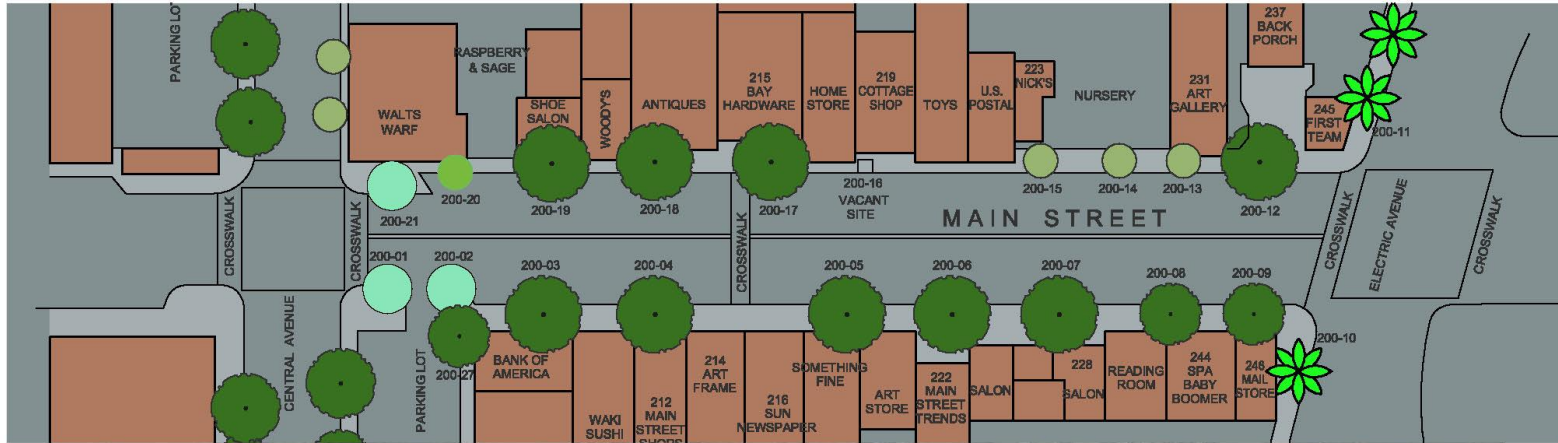 PARKING LOT
RASPBERRY
& SAGE
WALTS
WARF
SHOE
SALON
WOODY'S
ANTIQUES
215
BAY
HARDWARE
HOME
STORE
219
COTTAGE
SHOP
TOYS
U.S.
POSTAL
223
NICK'S
NURSERY
231
ART
GALLERY
237
BACK
PORCH
245
FIRST
TEAM
200-11
200-21
200-20
200-19
200-18
200-17
200-16
VACANT
SITE
200-15
200-14
200-13
200-12
MAIN STREET
CROSSWALK
CROSSWALK
CROSSWALK
CROSSWALK
ELECTRIC AVENUE
CROSSWALK
200-01
200-02
200-03
200-04
200-05
200-06
200-07
200-08
200-09
200-10
CENTRAL AVENUE
PARKING LOT
200-27
BANK OF
AMERICA
WAKI
SUSHI
212
MAIN
STREET
SHOPS
214
ART
FRAME
216
SUN
NEWSPAPER
SOMETHING
FINE
ART
STORE
222
MAIN
STREET
TRENDS
SALON
228
SALON
READING
ROOM
244
SPA
BABY
BOOMER
246
MAIL
STORE